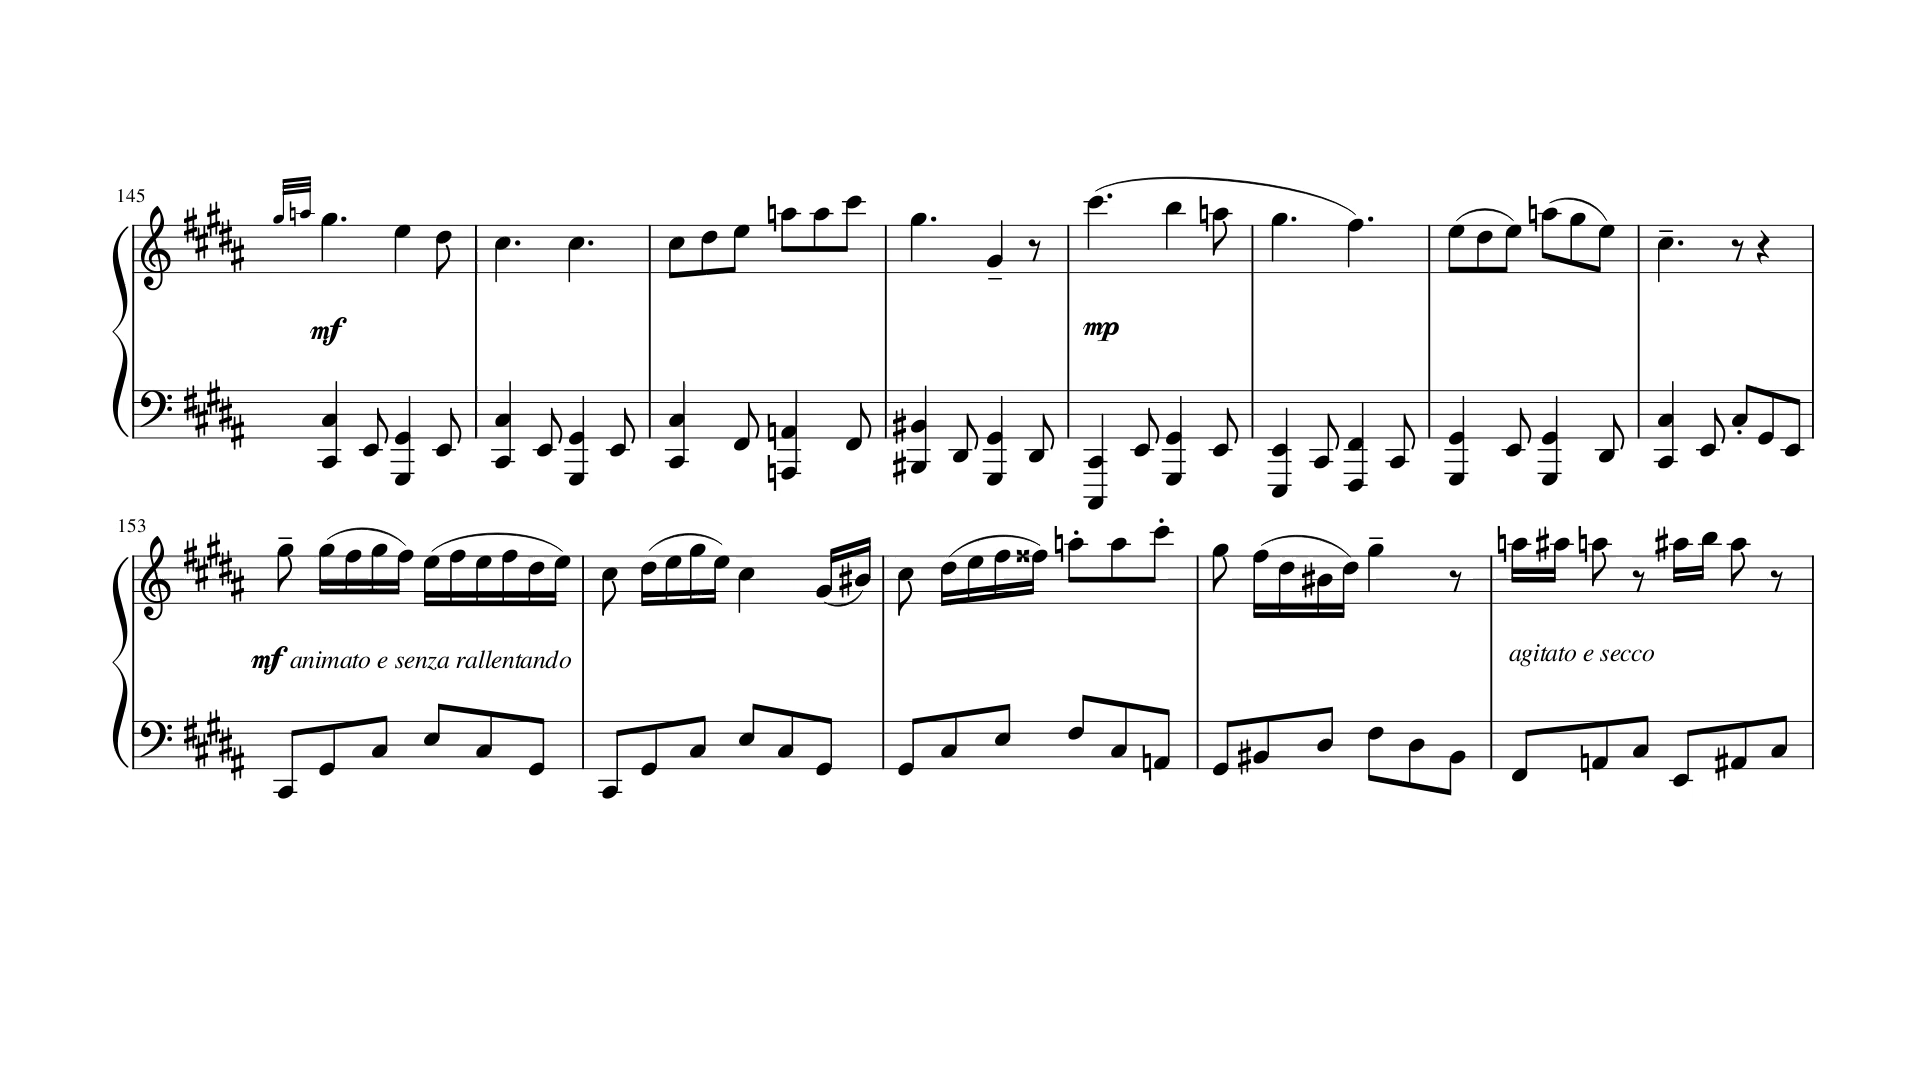 145
mf
mp
153
mf animato e senza rallentando
agitato e secco